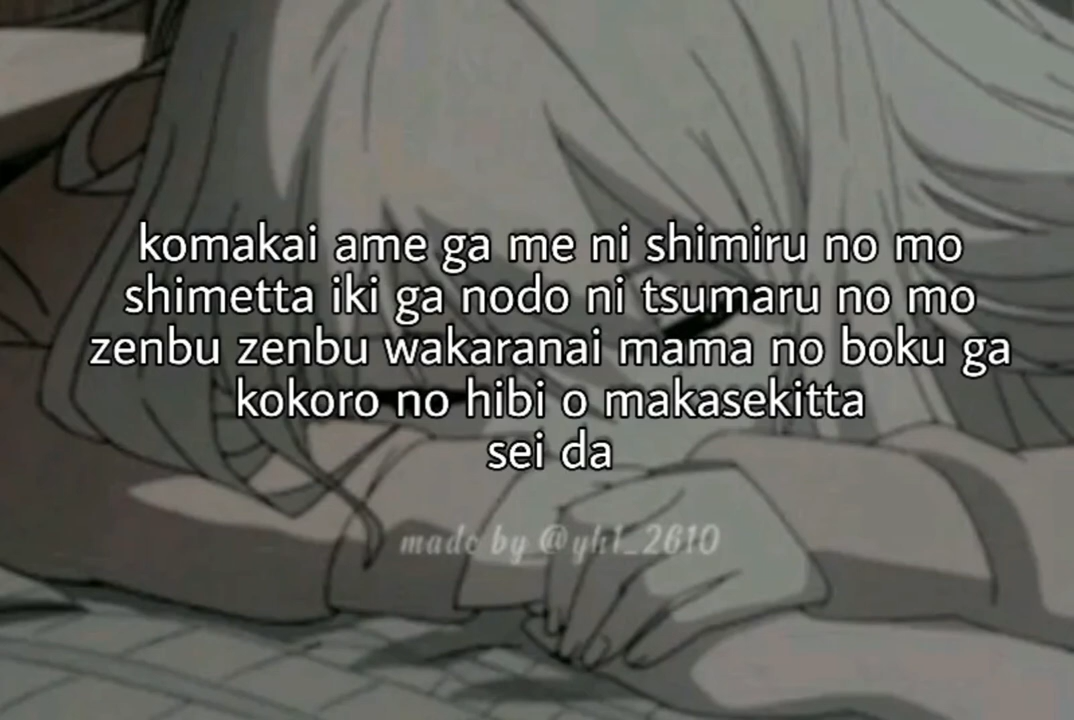 komakai ame ga me ni shimiru no mo
shimetta iki ga nodo ni tsumaru no mo
zenbu zenbu wakaranai mama no boku ga
kokoro no hibi o makasekitta
sei da
made by @yh1_2610